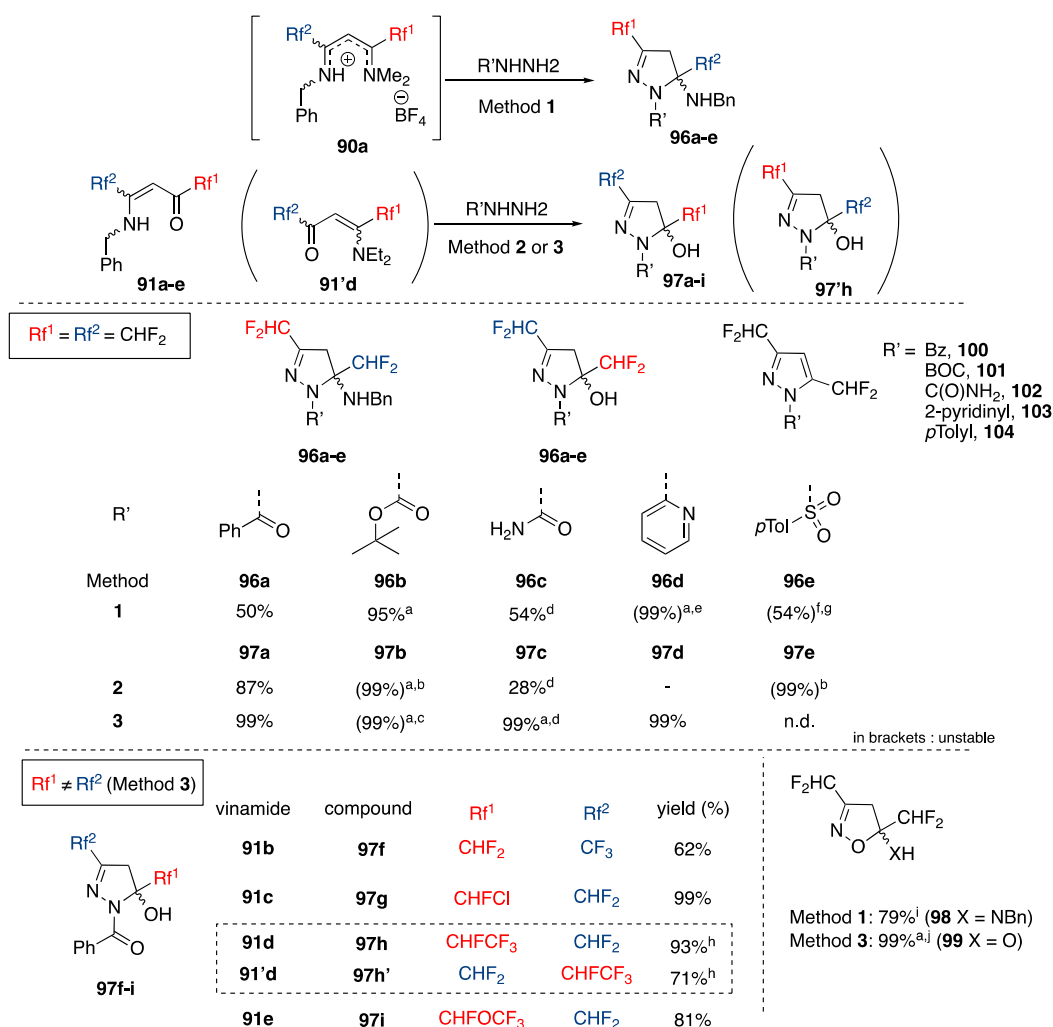 Rf2 Rf1
NH NMe2
⊕
Ph
⊖
BF4
90a
R'NHNH2
Method 1
Rf1
Rf2
N
N NHBn
R'
96a-e
Rf2 Rf1
NH O
Ph
91a-e
Rf2 Rf1
O NEt2
91'd
R'NHNH2
Method 2 or 3
Rf2
Rf1
N
N OH
R'
97a-i
Rf1
Rf2
N
N OH
R'
97'h
Rf1 = Rf2 = CHF2
F2HC
CHF2
N
N NHBn
R'
96a-e
F2HC
CHF2
N
N OH
R'
96a-e
F2HC
N
N CHF2
R'
R' = Bz, 100
BOC, 101
C(O)NH2, 102
2-pyridinyl, 103
pTolyl, 104
R'
Ph O
O O
H2N O
N
pTol S O
O
Method 96a 96b 96c 96d 96e
1 50% 95%a 54%d (99%)a,e (54%)f,g
97a 97b 97c 97d 97e
2 87% (99%)a,b 28%d - (99%)b
3 99% (99%)a,c 99%a,d 99% n.d.
in brackets : unstable
Rf1 ≠ Rf2 (Method 3)
Rf2
Rf1
N
N OH
Ph O
97f-i
vinamide compound Rf1 Rf2 yield (%)
91b 97f CHF2 CF3 62%
91c 97g CHFCl CHF2 99%
91d 97h CHFCF3 CHF2 93%h
91'd 97h' CHF2 CHFCF3 71%h
91e 97i CHFOCF3 CHF2 81%
F2HC
CHF2
N O
XH
Method 1: 79%i (98 X = NBn)
Method 3: 99%a,j (99 X = O)